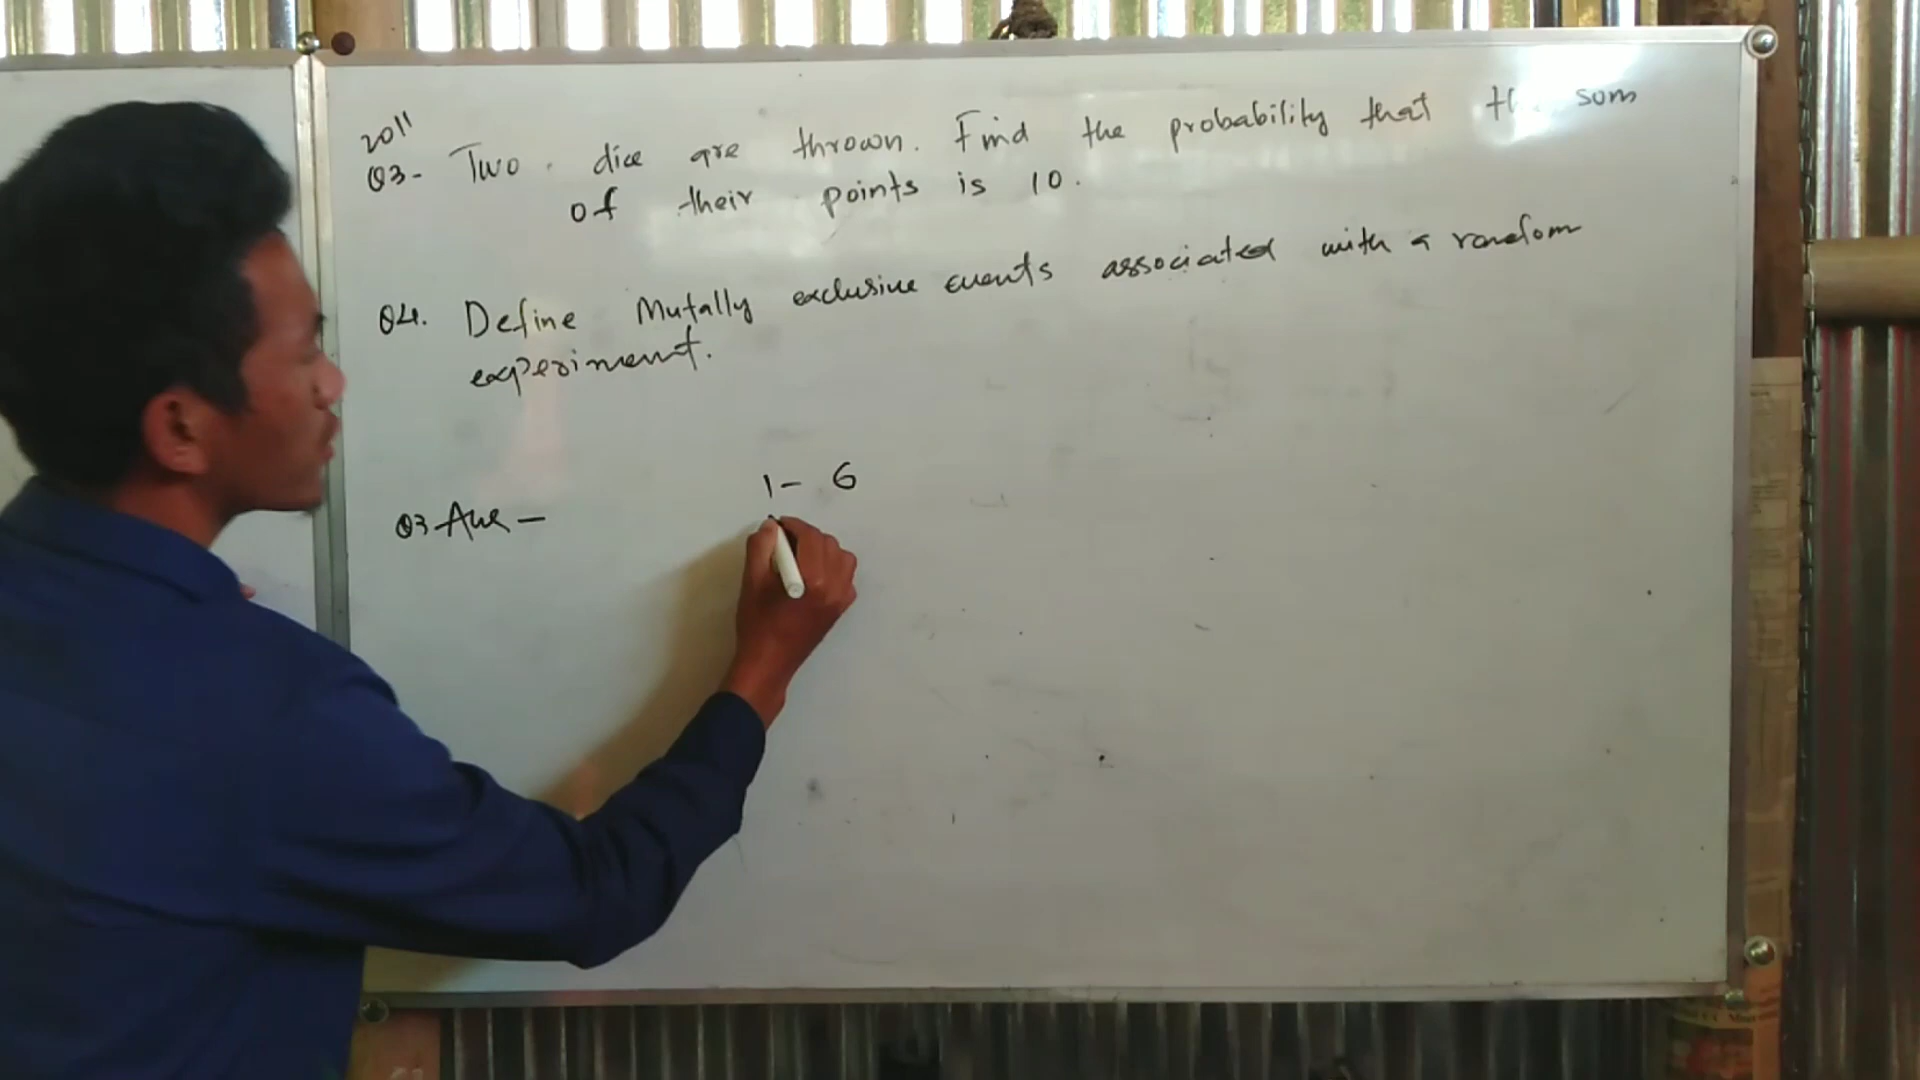 2011
Q3- Two dice are thrown. Find the probability that the som
of their points is 10.
Q4. Define Mutally exclusive events associated with a random
experiment.
1- 6
Q3 Ans -